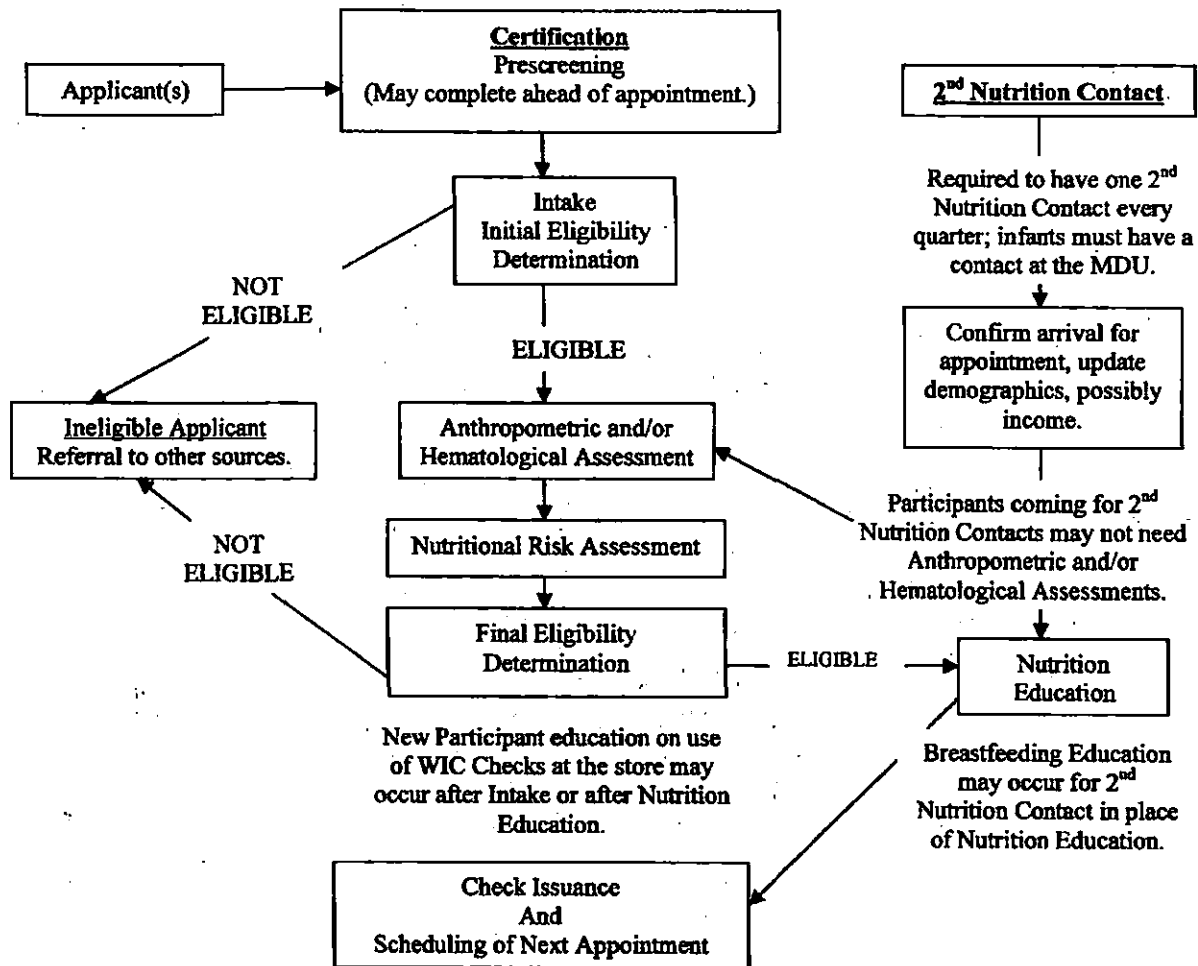 Certification
Prescreening
(May complete ahead of appointment.)
Applicant(s)
2nd Nutrition Contact
Required to have one 2nd
Nutrition Contact every
quarter; infants must have a
contact at the MDU.
Intake
Initial Eligibility
Determination
NOT
ELIGIBLE
ELIGIBLE
Confirm arrival for
appointment, update
demographics, possibly
income.
Ineligible Applicant
Referral to other sources.
Anthropometric and/or
Hematological Assessment
Participants coming for 2nd
Nutrition Contacts may not need
Anthropometric and/or
Hematological Assessments.
Nutritional Risk Assessment
NOT
ELIGIBLE
Final Eligibility
Determination
ELIGIBLE
Nutrition
Education
New Participant education on use
of WIC Checks at the store may
occur after Intake or after Nutrition
Education.
Breastfeeding Education
may occur for 2nd
Nutrition Contact in place
of Nutrition Education.
Check Issuance
And
Scheduling of Next Appointment